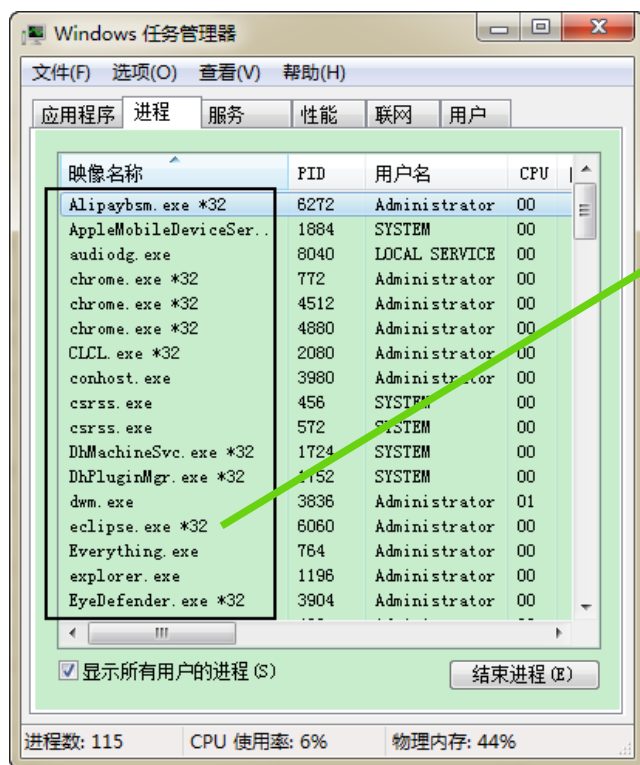 Windows 任务管理器
文件(F) 选项(O) 查看(V) 帮助(H)
应用程序 进程 服务 性能 联网 用户
映像名称 PID 用户名 CPU
Alipaybsm.exe *32 6272 Administrator 00
AppleMobileDeviceSer.. 1884 SYSTEM 00
audiodg.exe 8040 LOCAL SERVICE 00
chrome.exe *32 772 Administrator 00
chrome.exe *32 4512 Administrator 00
chrome.exe *32 4880 Administrator 00
CLCL.exe *32 2080 Administrator 00
conhost.exe 3980 Administrator 00
csrss.exe 456 SYSTEM 00
csrss.exe 572 SYSTEM 00
DhMachineSvc.exe *32 1724 SYSTEM 00
DhPluginMgr.exe *32 1752 SYSTEM 00
dwm.exe 3836 Administrator 01
eclipse.exe *32 6060 Administrator 00
Everything.exe 764 Administrator 00
explorer.exe 1196 Administrator 00
EyeDefender.exe *32 3904 Administrator 00
显示所有用户的进程(S) 结束进程(E)
进程数: 115 CPU 使用率: 6% 物理内存: 44%